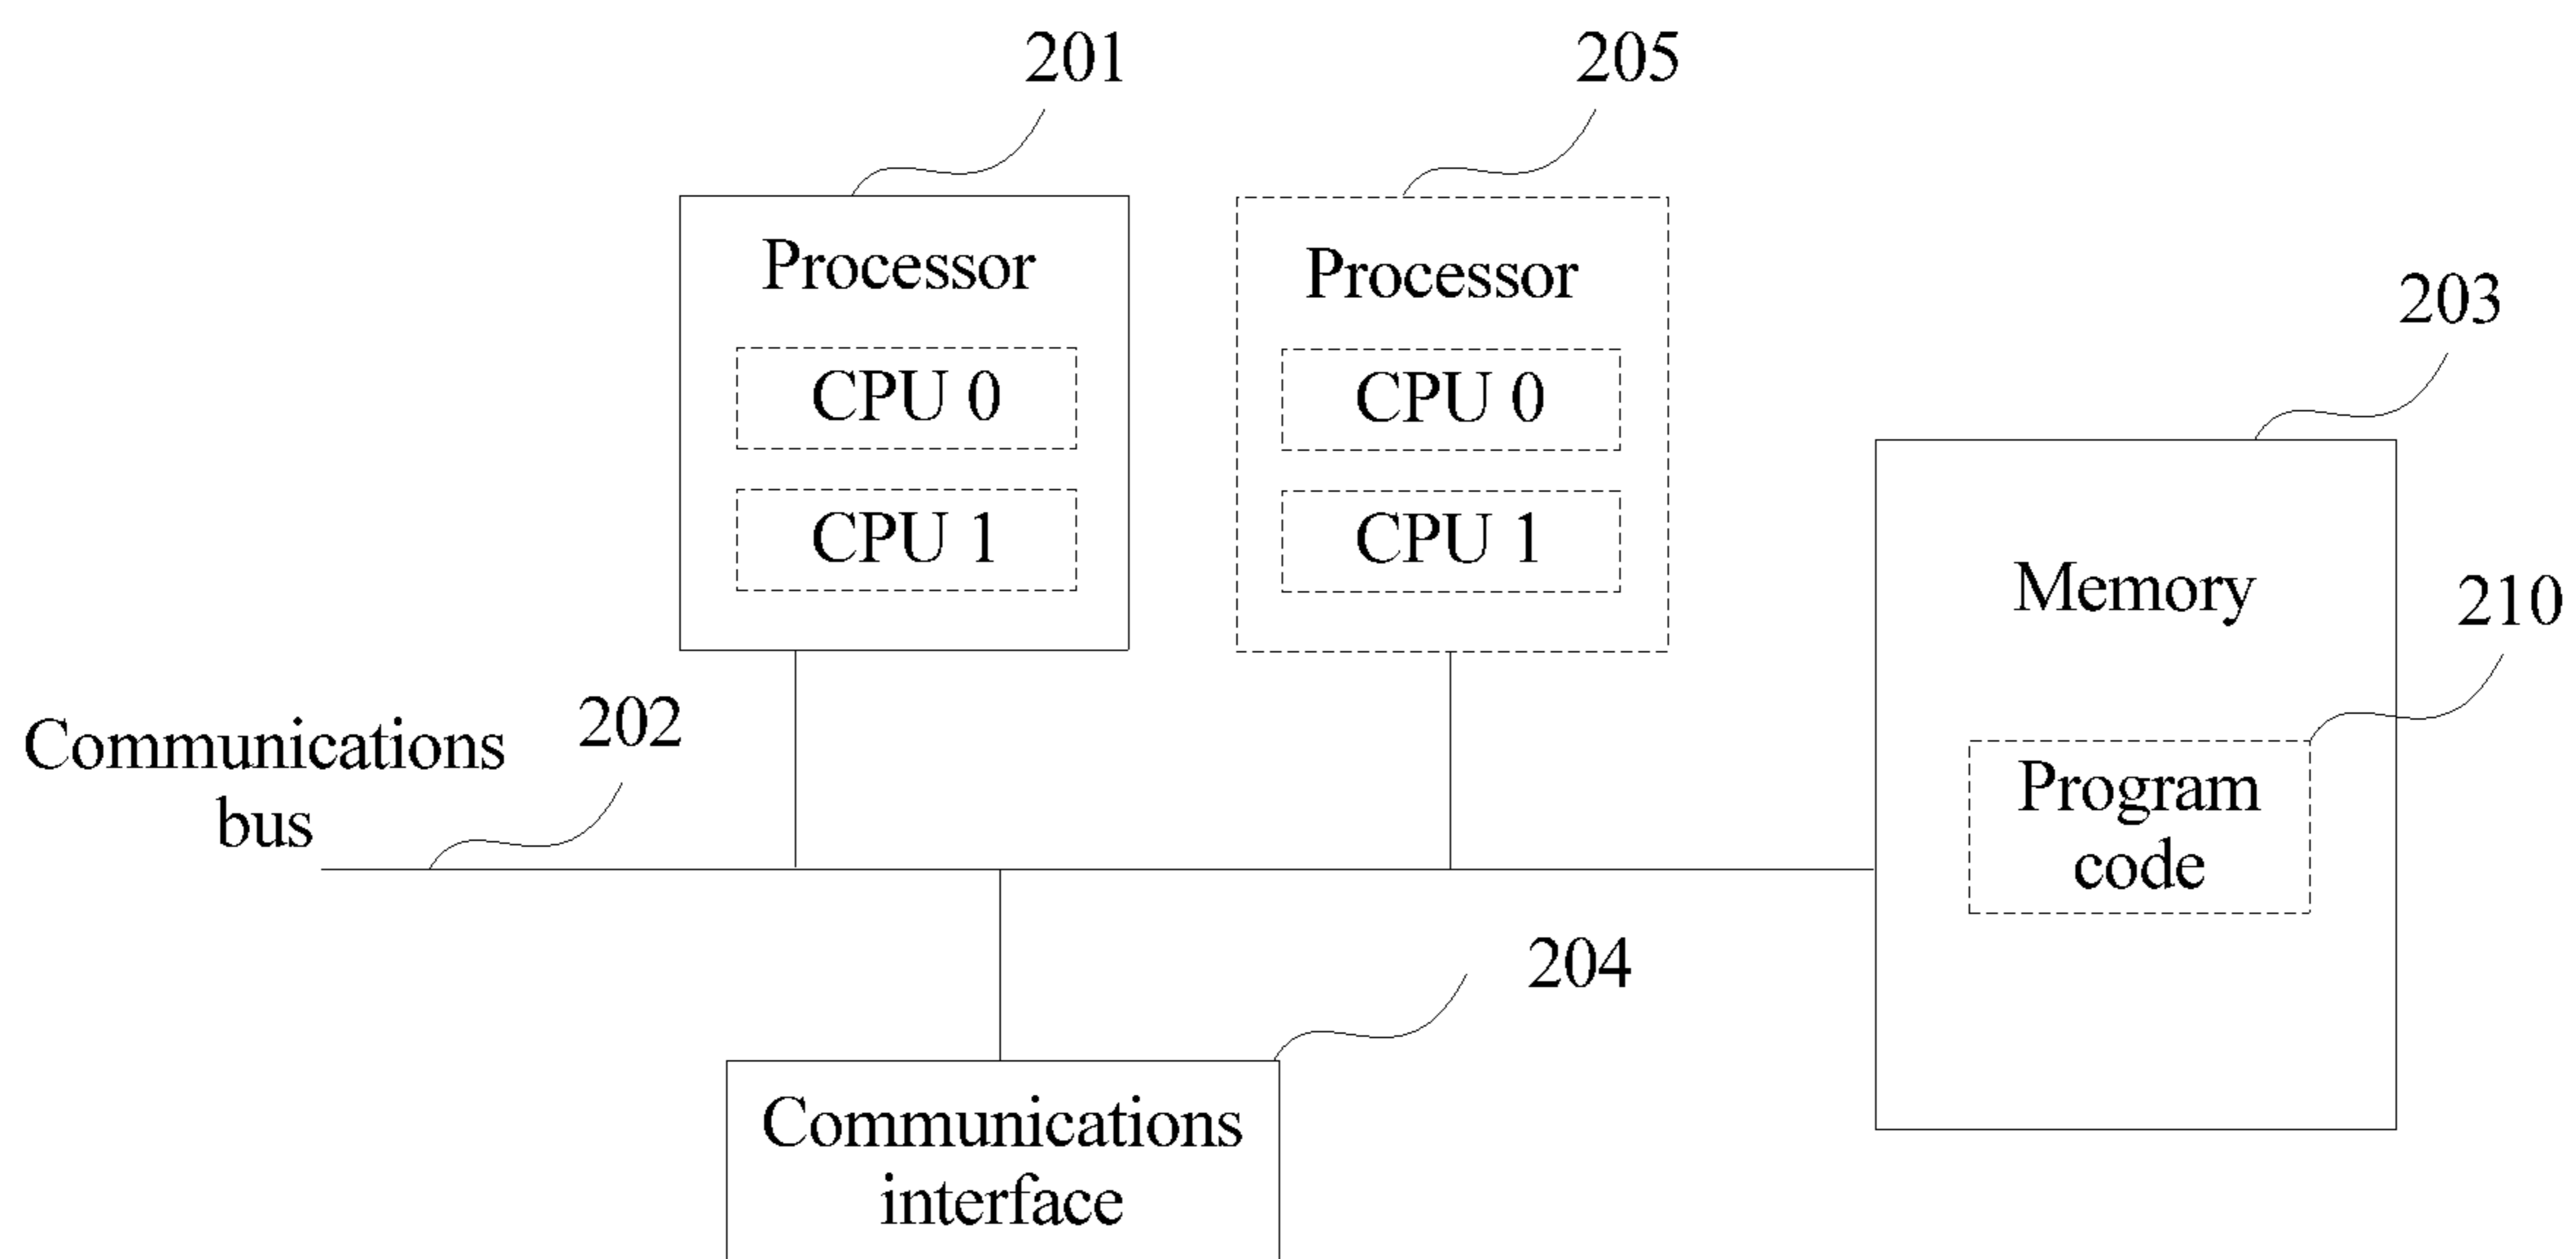 201
205
Processor
CPU 0
CPU 1
Processor
CPU 0
CPU 1
203
Memory
210
Program
code
Communications
bus
202
204
Communications
interface